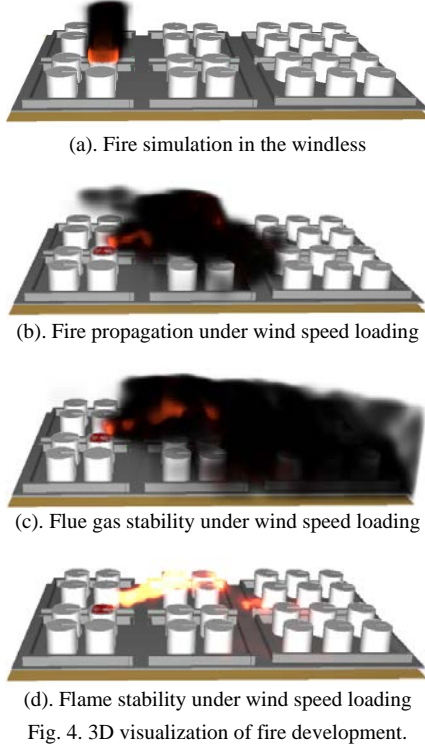 (a). Fire simulation in the windless
(b). Fire propagation under wind speed loading
(c). Flue gas stability under wind speed loading
(d). Flame stability under wind speed loading
Fig. 4. 3D visualization of fire development.